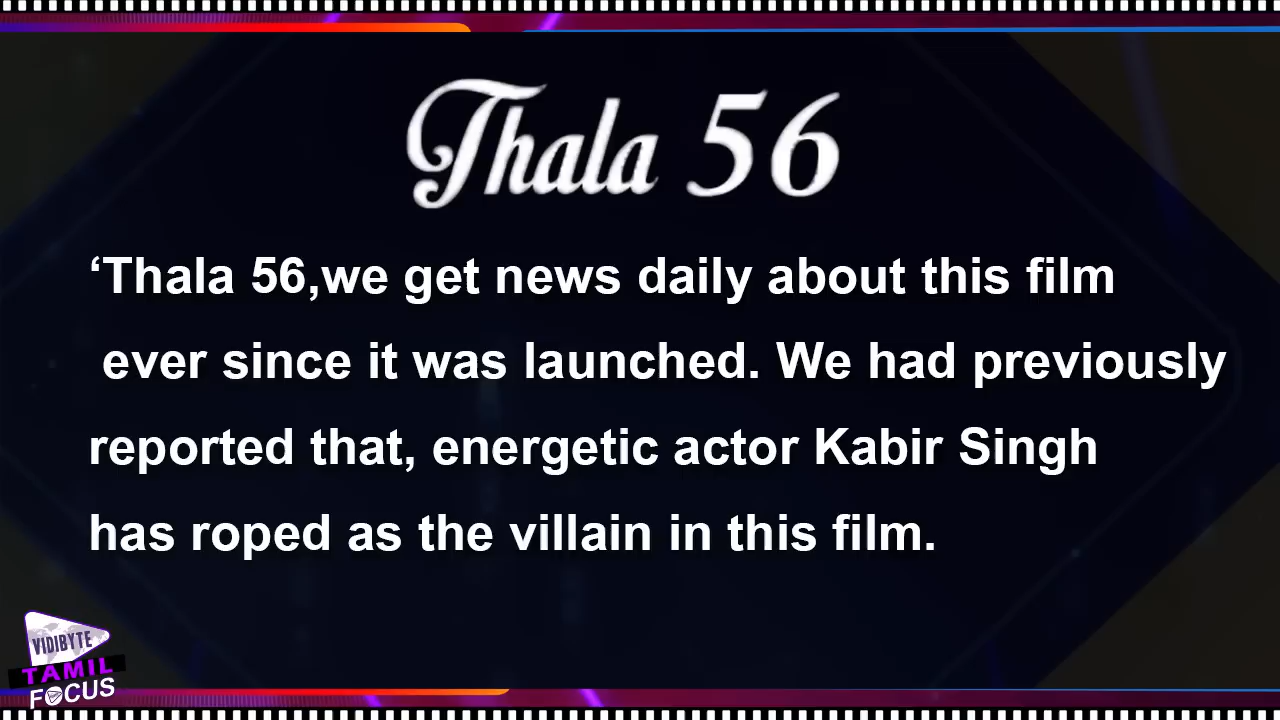 Thala 56
‘Thala 56,we get news daily about this film
ever since it was launched. We had previously
reported that, energetic actor Kabir Singh
has roped as the villain in this film.
VIDIBYTE
TAMIL
FOCUS